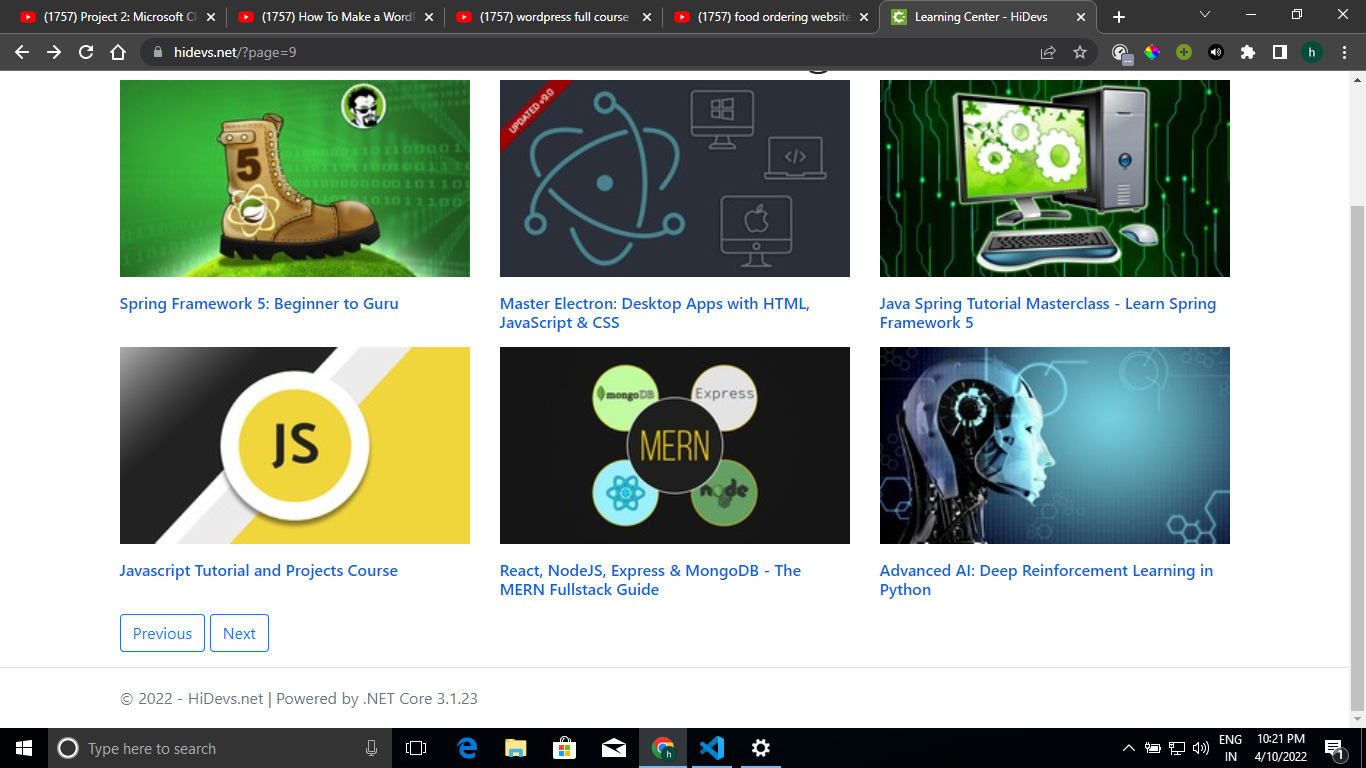 (1757) Project 2: Microsoft Cl
(1757) How To Make a Word
(1757) wordpress full course
(1757) food ordering website
Learning Center - HiDevs
hidevs.net/?page=9
h
5
UPDATED v9.0
</>
Spring Framework 5: Beginner to Guru
Master Electron: Desktop Apps with HTML,
JavaScript & CSS
Java Spring Tutorial Masterclass - Learn Spring
Framework 5
JS
mongoDB
Express
MERN
node
Javascript Tutorial and Projects Course
React, NodeJS, Express & MongoDB - The
MERN Fullstack Guide
Advanced AI: Deep Reinforcement Learning in
Python
Previous
Next
© 2022 - HiDevs.net | Powered by .NET Core 3.1.23
Type here to search
h
ENG
IN
10:21 PM
4/10/2022
1